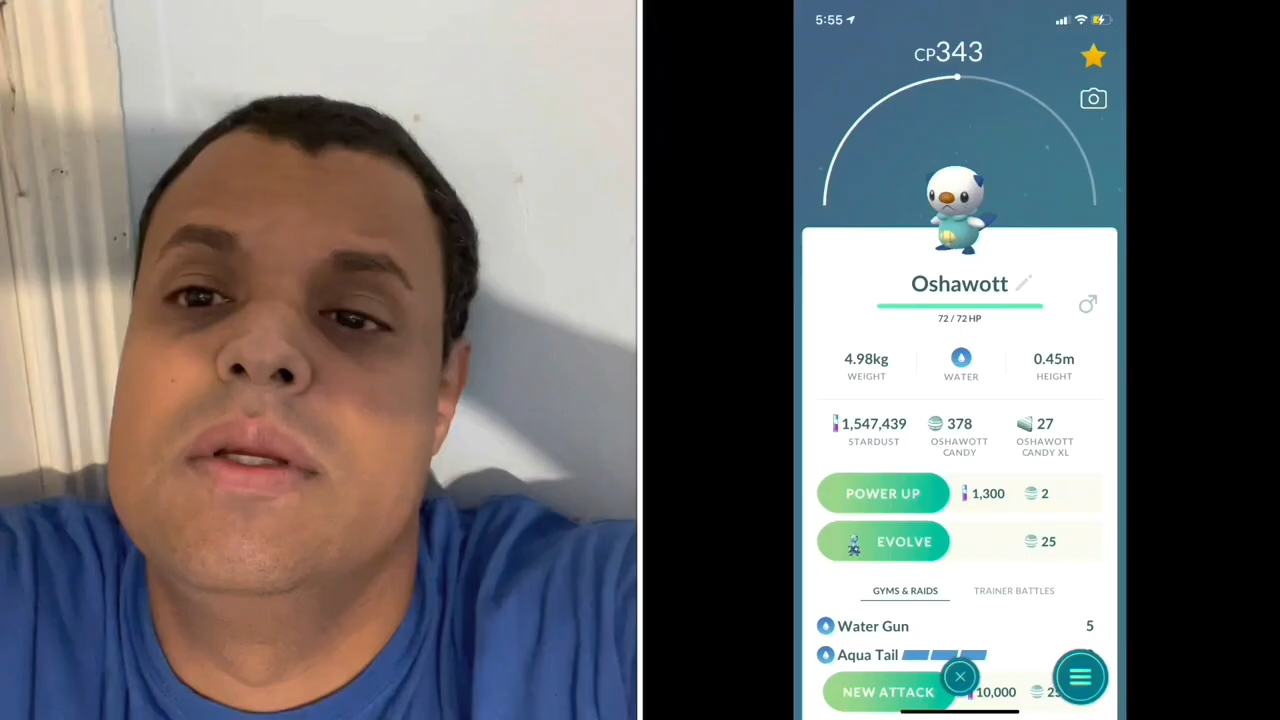 5:55
CP343
Oshawott
72 / 72 HP
4.98kg
WEIGHT
WATER
0.45m
HEIGHT
1,547,439
STARDUST
378
OSHAWOTT
CANDY
27
OSHAWOTT
CANDY XL
POWER UP 1,300 2
EVOLVE 25
GYMS & RAIDS TRAINER BATTLES
Water Gun 5
Aqua Tail
NEW ATTACK 10,000